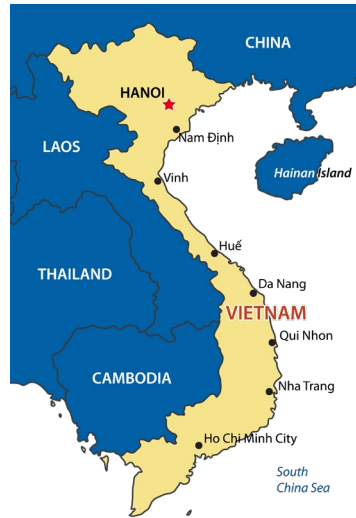 CHINA
HANOI
Nam Định
LAOS
Vinh
Hainan Island
Huế
THAILAND
Da Nang
VIETNAM
Qui Nhon
CAMBODIA
Nha Trang
Ho Chi Minh City
South
China Sea